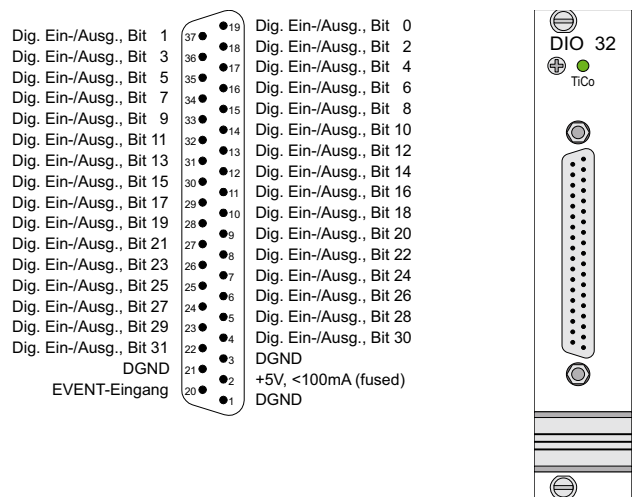 Dig. Ein-/Ausg., Bit 1 37
Dig. Ein-/Ausg., Bit 3 36
Dig. Ein-/Ausg., Bit 5 35
Dig. Ein-/Ausg., Bit 7 34
Dig. Ein-/Ausg., Bit 9 33
Dig. Ein-/Ausg., Bit 11 32
Dig. Ein-/Ausg., Bit 13 31
Dig. Ein-/Ausg., Bit 15 30
Dig. Ein-/Ausg., Bit 17 29
Dig. Ein-/Ausg., Bit 19 28
Dig. Ein-/Ausg., Bit 21 27
Dig. Ein-/Ausg., Bit 23 26
Dig. Ein-/Ausg., Bit 25 25
Dig. Ein-/Ausg., Bit 27 24
Dig. Ein-/Ausg., Bit 29 23
Dig. Ein-/Ausg., Bit 31 22
DGND 21
EVENT-Eingang 20
19 Dig. Ein-/Ausg., Bit 0
18 Dig. Ein-/Ausg., Bit 2
17 Dig. Ein-/Ausg., Bit 4
16 Dig. Ein-/Ausg., Bit 6
15 Dig. Ein-/Ausg., Bit 8
14 Dig. Ein-/Ausg., Bit 10
13 Dig. Ein-/Ausg., Bit 12
12 Dig. Ein-/Ausg., Bit 14
11 Dig. Ein-/Ausg., Bit 16
10 Dig. Ein-/Ausg., Bit 18
9 Dig. Ein-/Ausg., Bit 20
8 Dig. Ein-/Ausg., Bit 22
7 Dig. Ein-/Ausg., Bit 24
6 Dig. Ein-/Ausg., Bit 26
5 Dig. Ein-/Ausg., Bit 28
4 Dig. Ein-/Ausg., Bit 30
3 DGND
2 +5V, <100mA (fused)
1 DGND
DIO 32
TiCo